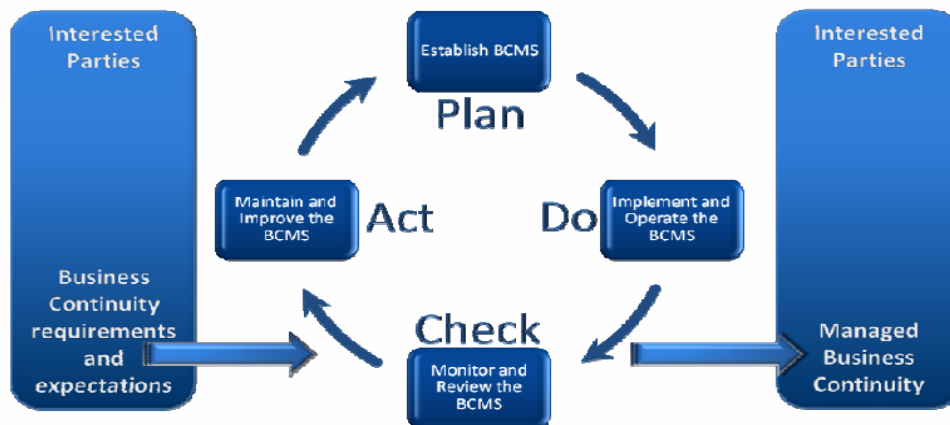 Interested
Parties
Business
Continuity
requirements
and
expectations
Establish BCMS
Plan
Maintain and
Improve the
BCMS
Act
Do
Implement and
Operate the
BCMS
Check
Monitor and
Review the
BCMS
Interested
Parties
Managed
Business
Continuity